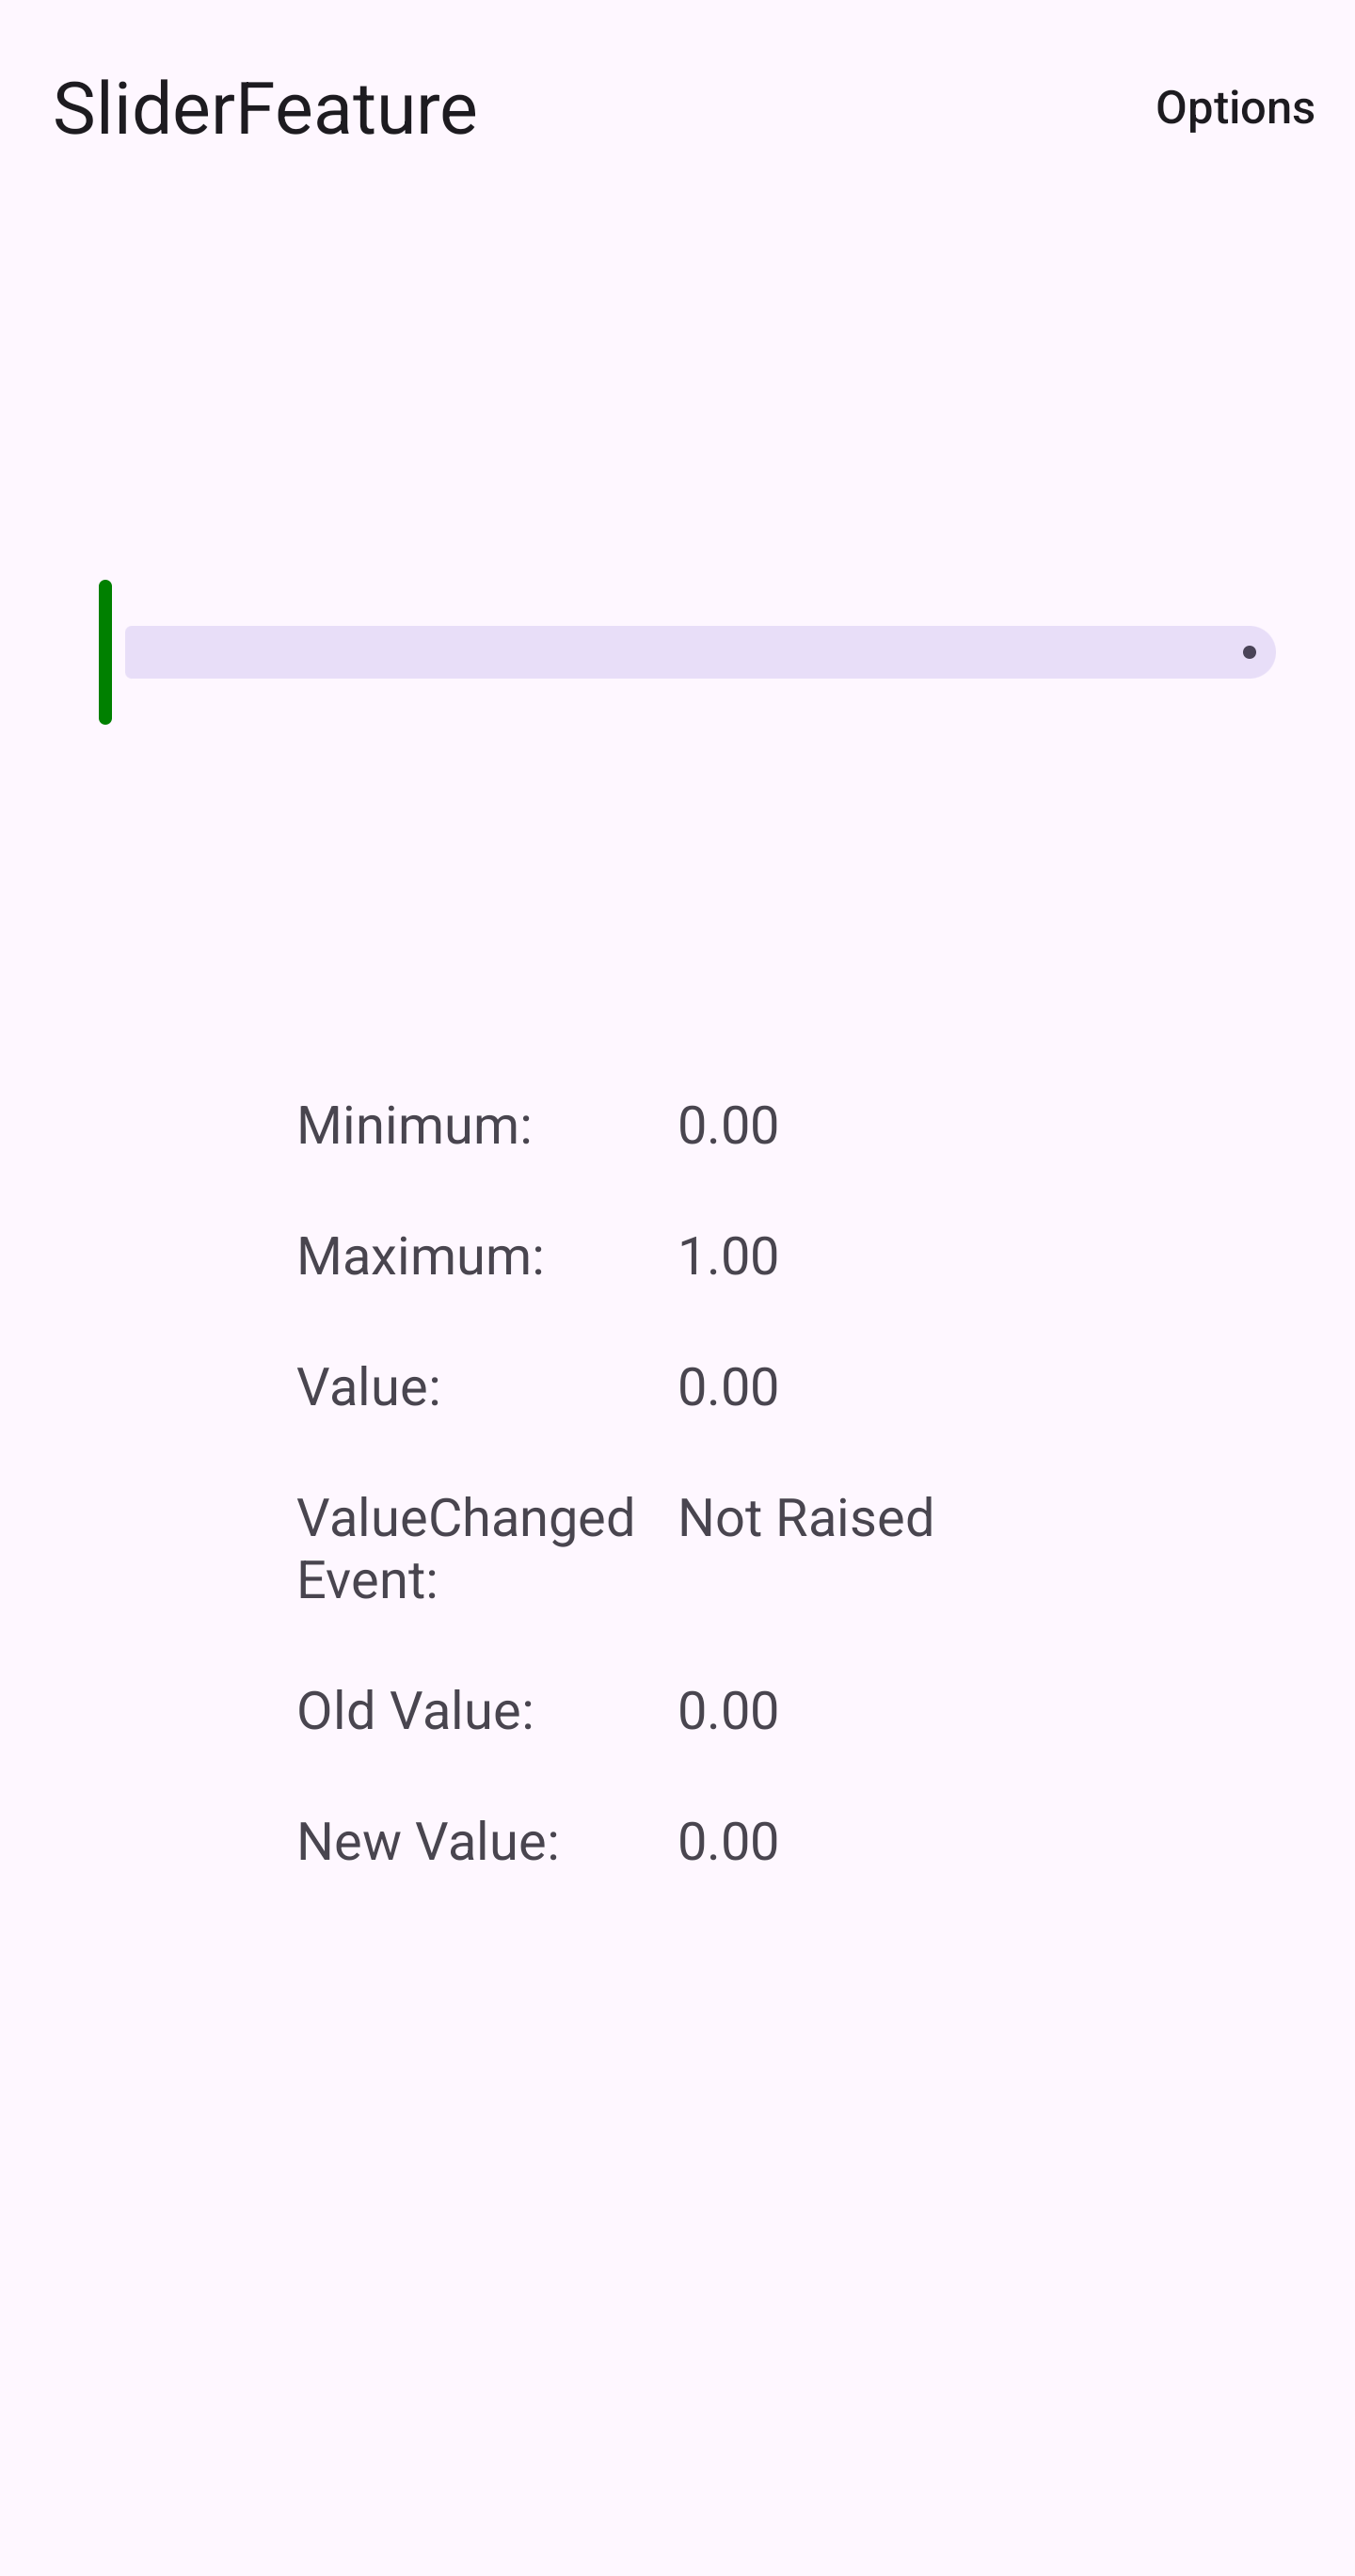 SliderFeature Options
Minimum: 0.00
Maximum: 1.00
Value: 0.00
ValueChanged Not Raised
Event:
Old Value: 0.00
New Value: 0.00